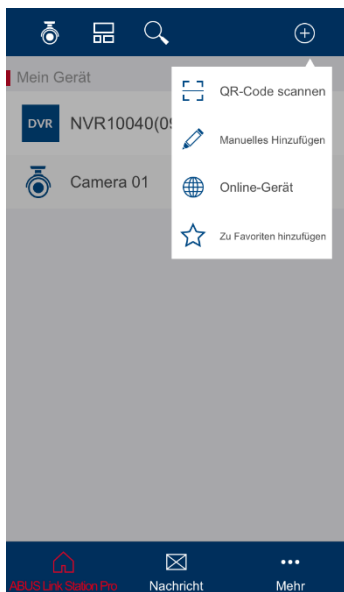 Mein Gerät
QR-Code scannen
DVR
NVR10040(09
Manuelles Hinzufügen
Camera 01
Online-Gerät
Zu Favoriten hinzufügen
ABUS Link Station Pro
Nachricht
Mehr